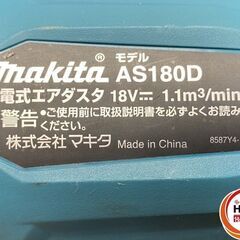 makita® モデル AS180D
電式エアダスタ 18V⎓ 1.1m³/min
警告
ご使用前に取扱説明書を必ずよくお読み
ださい。
株式会社マキタ Made in China 8587Y4-